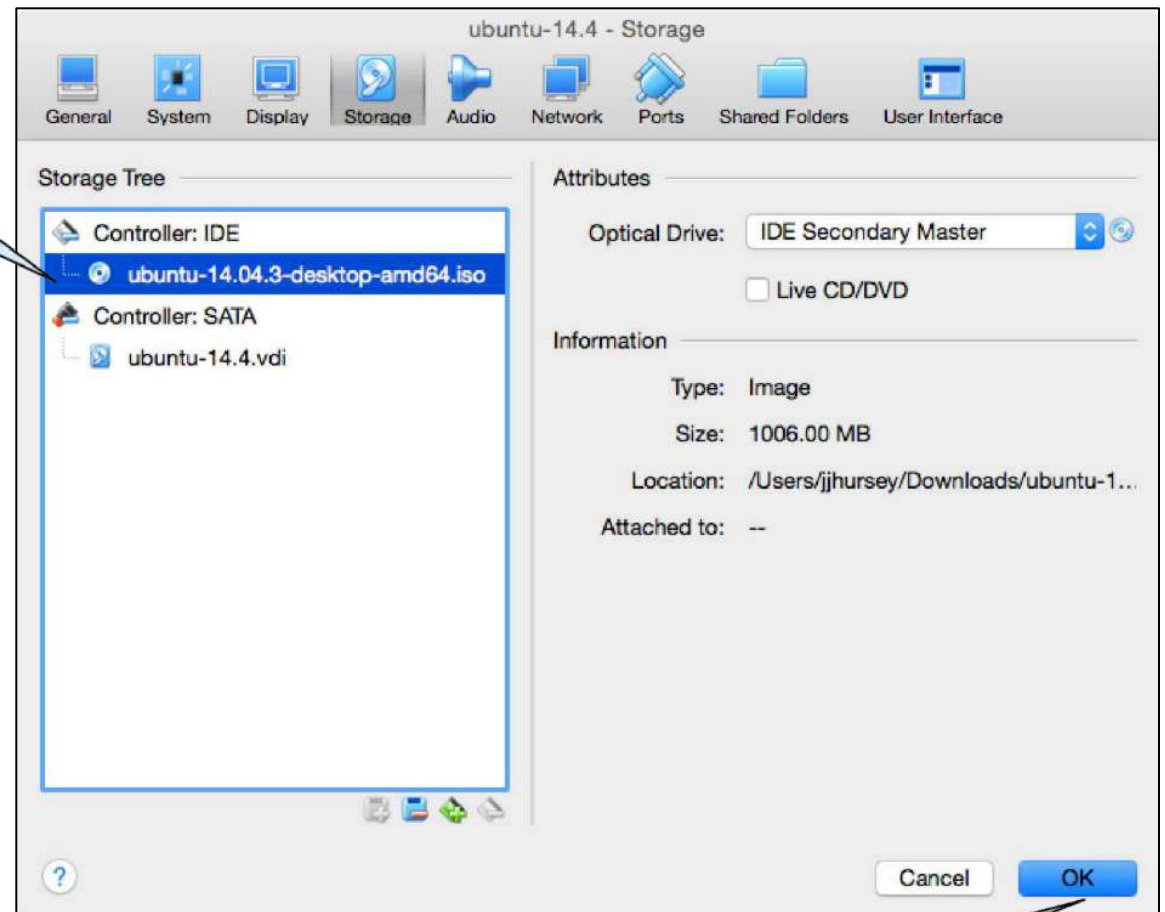 ubuntu-14.4 - Storage
General System Display Storage Audio Network Ports Shared Folders User Interface
Storage Tree
Controller: IDE
ubuntu-14.04.3-desktop-amd64.iso
Controller: SATA
ubuntu-14.4.vdi
Attributes
Optical Drive: IDE Secondary Master
Live CD/DVD
Information
Type: Image
Size: 1006.00 MB
Location: /Users/jjhursey/Downloads/ubuntu-1...
Attached to: --
?
Cancel OK